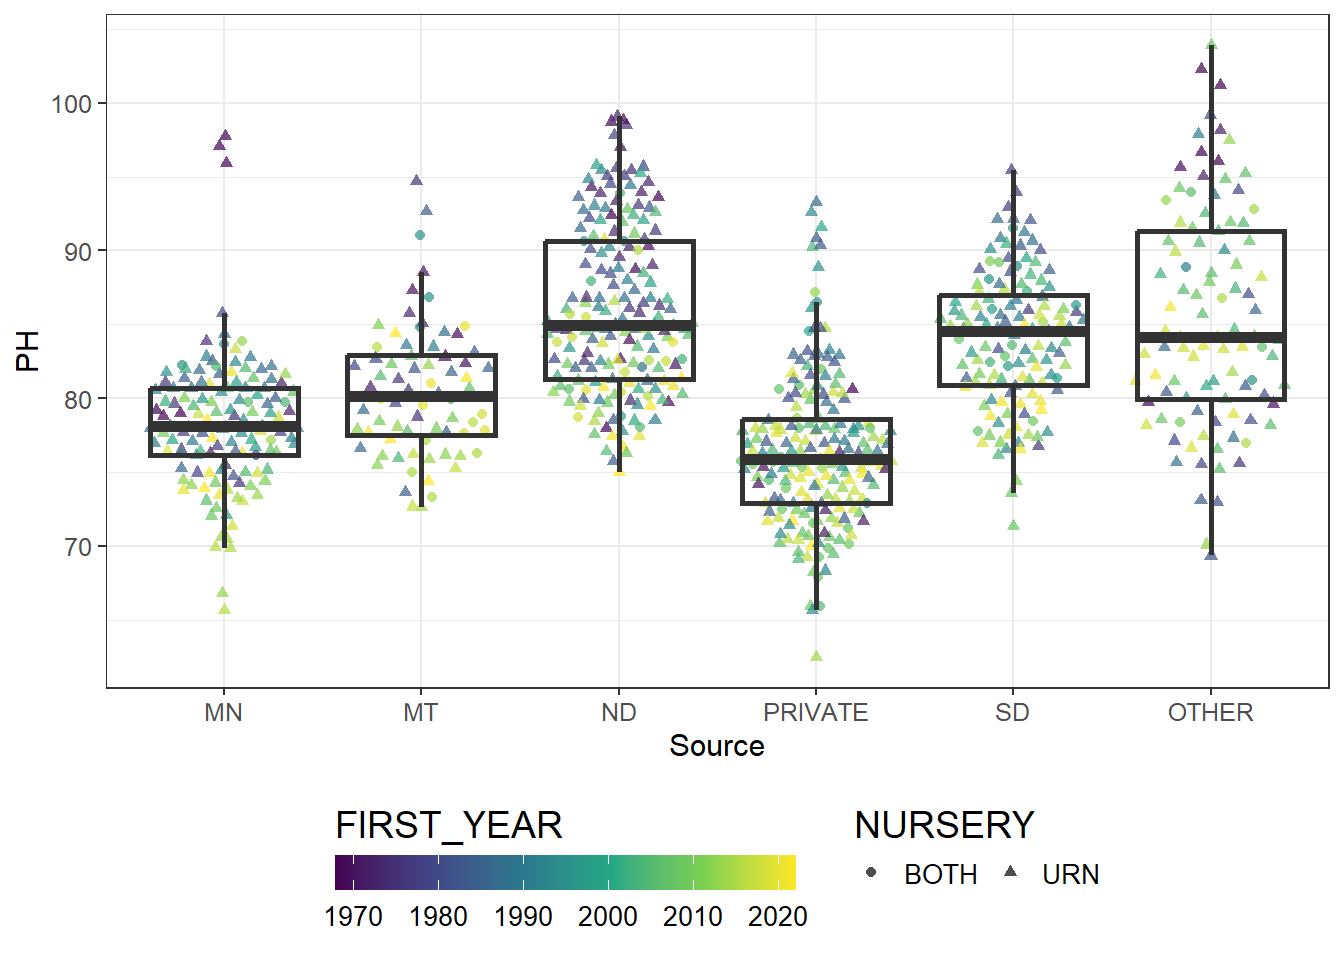 PH
100
90
80
70
MN MT ND PRIVATE SD OTHER
Source
FIRST_YEAR
1970 1980 1990 2000 2010 2020
NURSERY
BOTH URN